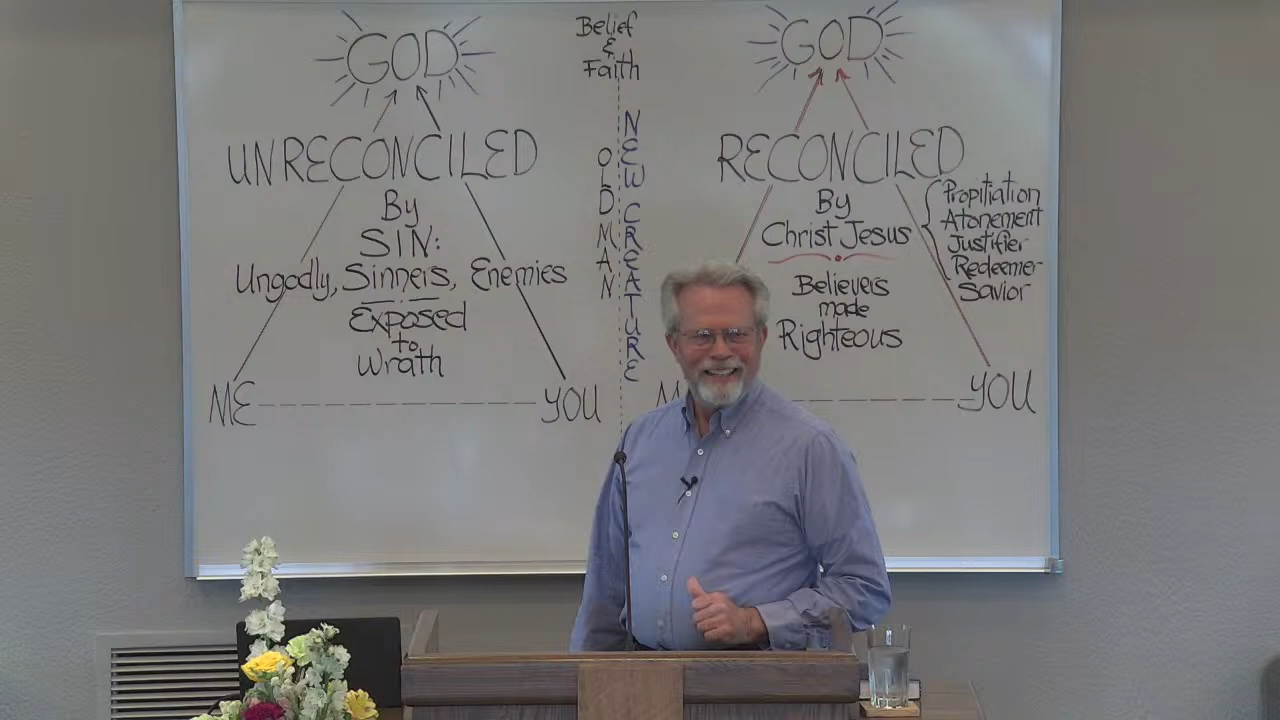 GOD
UNRECONCILED
By
SIN:
Ungodly, Sinners, Enemies
Exposed
to
Wrath
ME
YOU
Belief
&
Faith
OLD MAN
NEW CREATURE
GOD
RECONCILED
By
Christ Jesus
Propitiation
Atonement
Justifier
Redeemer
Savior
Believers
made
Righteous
M
YOU